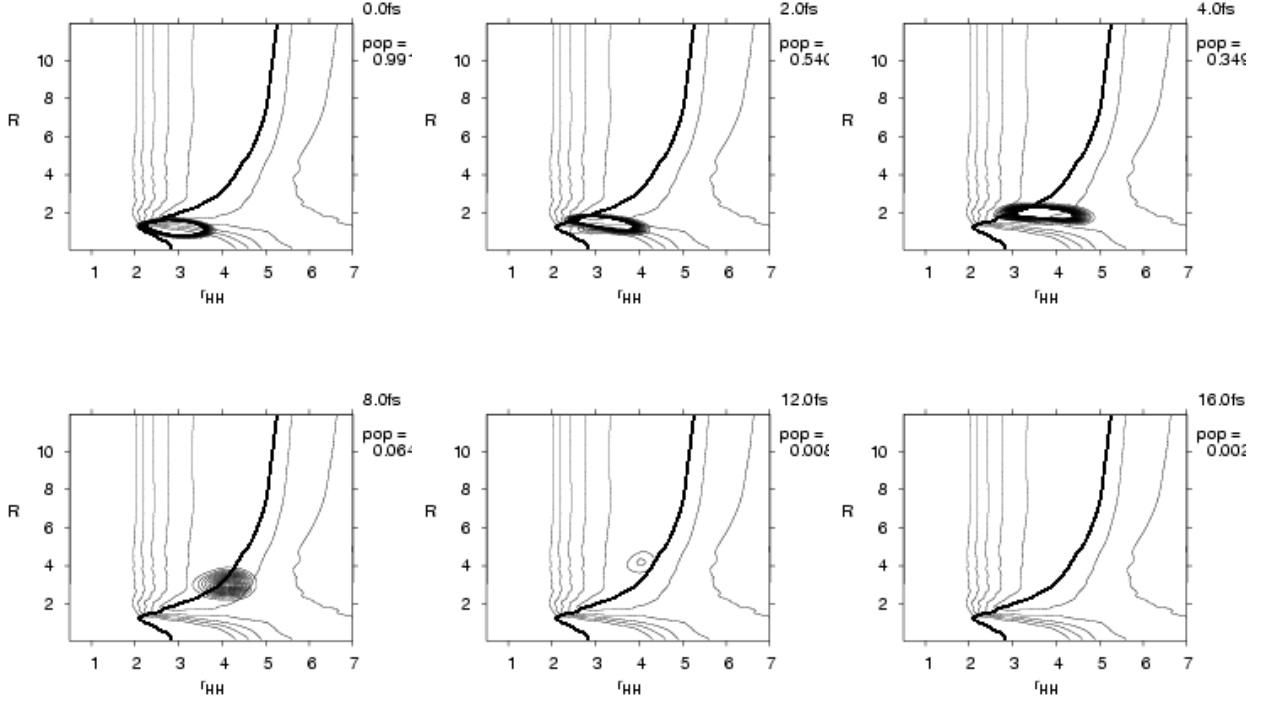 0.0fs
pop =
0.991
10
8
R
6
4
2
1 2 3 4 5 6 7
rHH
2.0fs
pop =
0.540
10
8
R
6
4
2
1 2 3 4 5 6 7
rHH
4.0fs
pop =
0.349
10
8
R
6
4
2
1 2 3 4 5 6 7
rHH
8.0fs
pop =
0.064
10
8
R
6
4
2
1 2 3 4 5 6 7
rHH
12.0fs
pop =
0.008
10
8
R
6
4
2
1 2 3 4 5 6 7
rHH
16.0fs
pop =
0.002
10
8
R
6
4
2
1 2 3 4 5 6 7
rHH